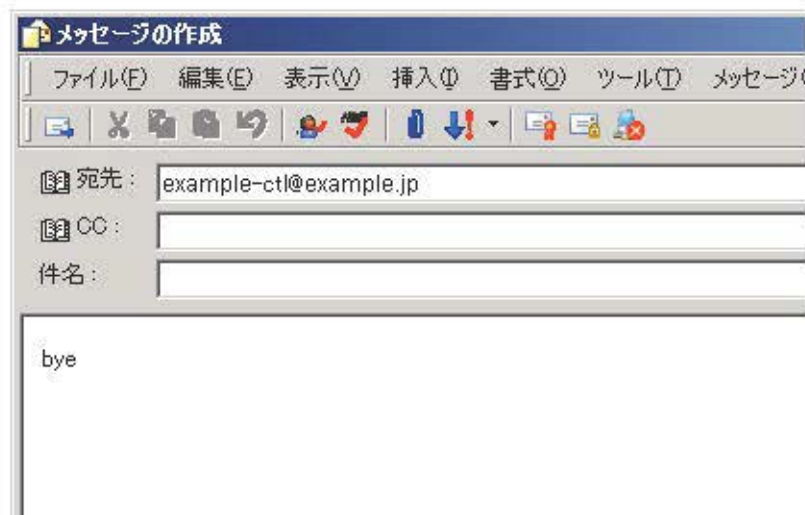 メッセージの作成
ファイル(F) 編集(E) 表示(V) 挿入(I) 書式(O) ツール(T) メッセージ(
宛先：example-ctl@example.jp
CC：
件名：
bye